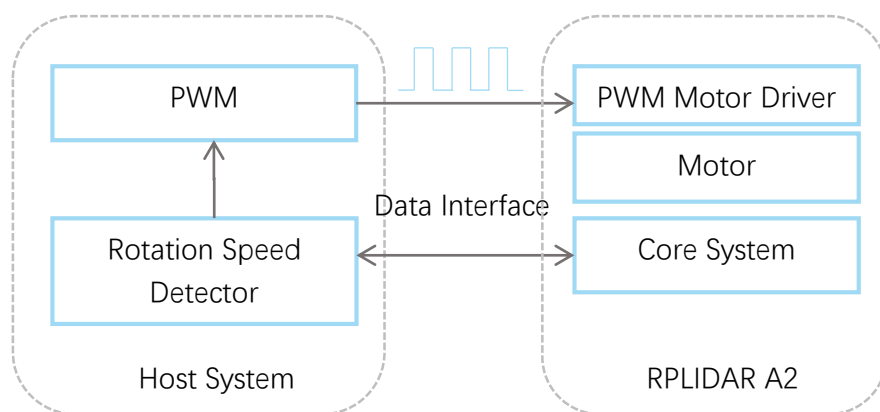 PWM
PWM Motor Driver
Motor
Data Interface
Rotation Speed
Detector
Core System
Host System
RPLIDAR A2